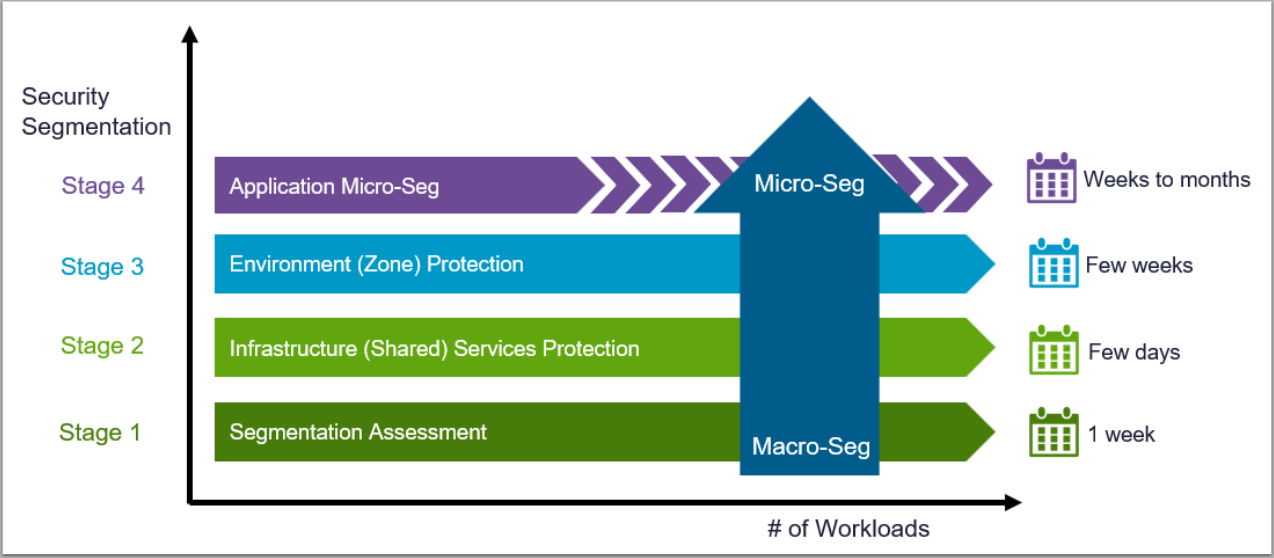 Security
Segmentation
Stage 4
Application Micro-Seg
Micro-Seg
Weeks to months
Stage 3
Environment (Zone) Protection
Few weeks
Stage 2
Infrastructure (Shared) Services Protection
Few days
Stage 1
Segmentation Assessment
Macro-Seg
1 week
# of Workloads